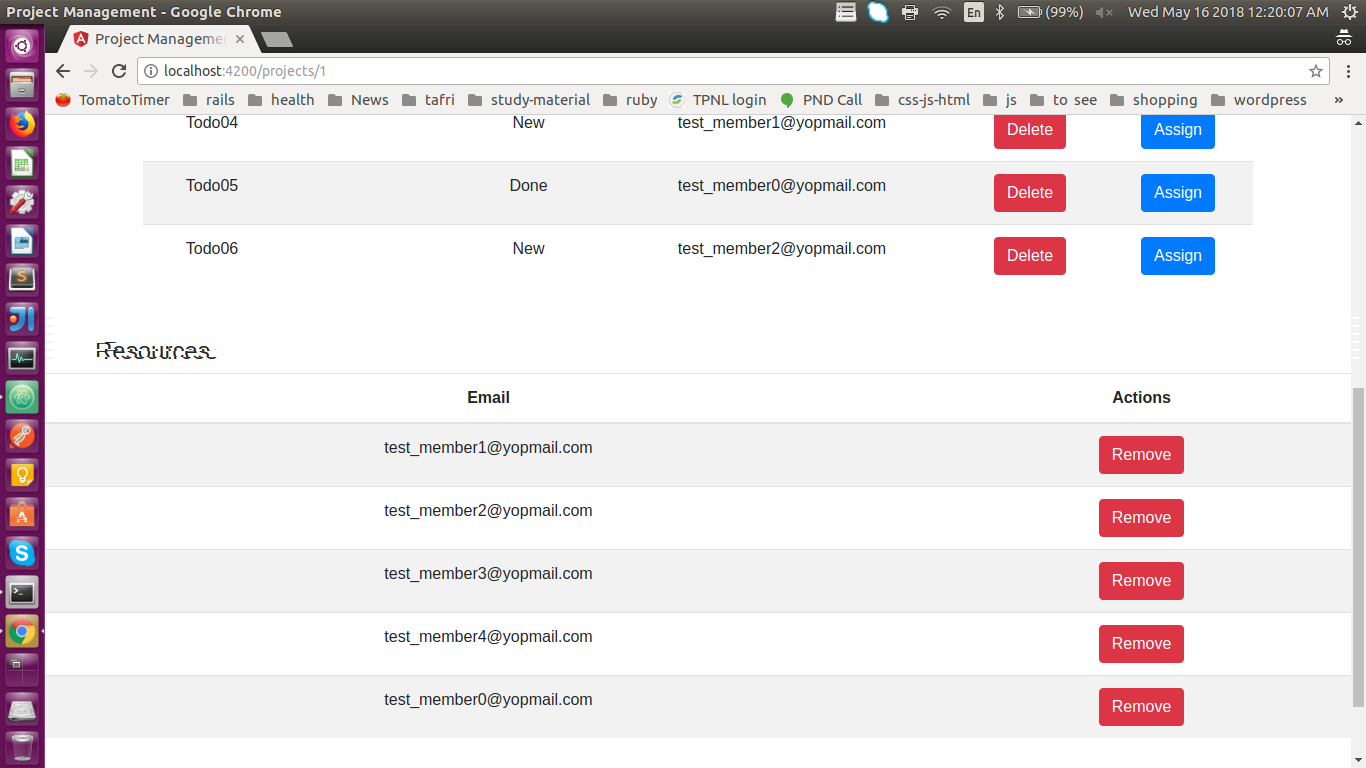 Project Management - Google Chrome En (99%) Wed May 16 2018 12:20:07 AM
Project Manageme
localhost:4200/projects/1
TomatoTimer rails health News tafri study-material ruby TPNL login PND Call css-js-html js to see shopping wordpress »
Todo04 New test_member1@yopmail.com Delete Assign
Todo05 Done test_member0@yopmail.com Delete Assign
Todo06 New test_member2@yopmail.com Delete Assign
Resources
Email Actions
test_member1@yopmail.com Remove
test_member2@yopmail.com Remove
test_member3@yopmail.com Remove
test_member4@yopmail.com Remove
test_member0@yopmail.com Remove